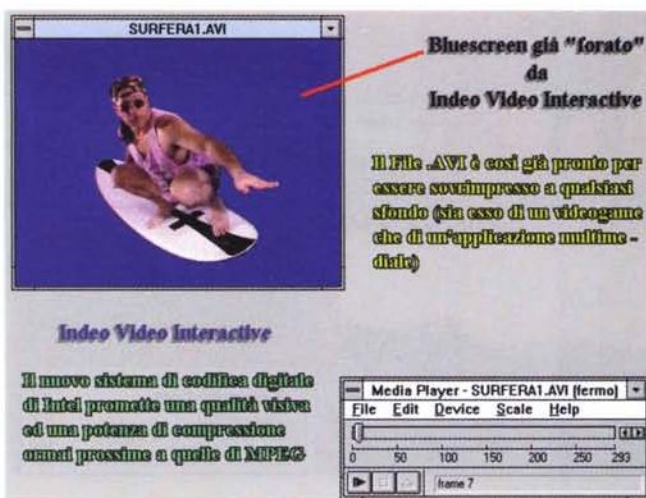 SURFERA1.AVI
Bluescreen già "forato"
da
Indeo Video Interactive
Il File .AVI è così già pronto per
essere sovrimpresso a qualsiasi
sfondo (sia esso di un videogame
che di un'applicazione multime -
diale)
Indeo Video Interactive
Il nuovo sistema di codifica digitale
di Intel promette una qualità visiva
ed una potenza di compressione
ormai prossime a quelle di MPEG
Media Player - SURFERA1.AVI (fermo)
File Edit Device Scale Help
0 50 100 150 200 250 293
frame 7